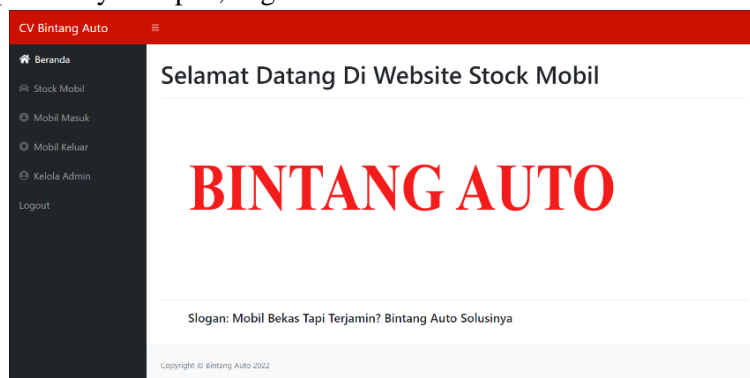 CV Bintang Auto
Beranda
Stock Mobil
Mobil Masuk
Mobil Keluar
Kelola Admin
Logout
Selamat Datang Di Website Stock Mobil
BINTANG AUTO
Slogan: Mobil Bekas Tapi Terjamin? Bintang Auto Solusinya
Copyright © Bintang Auto 2022